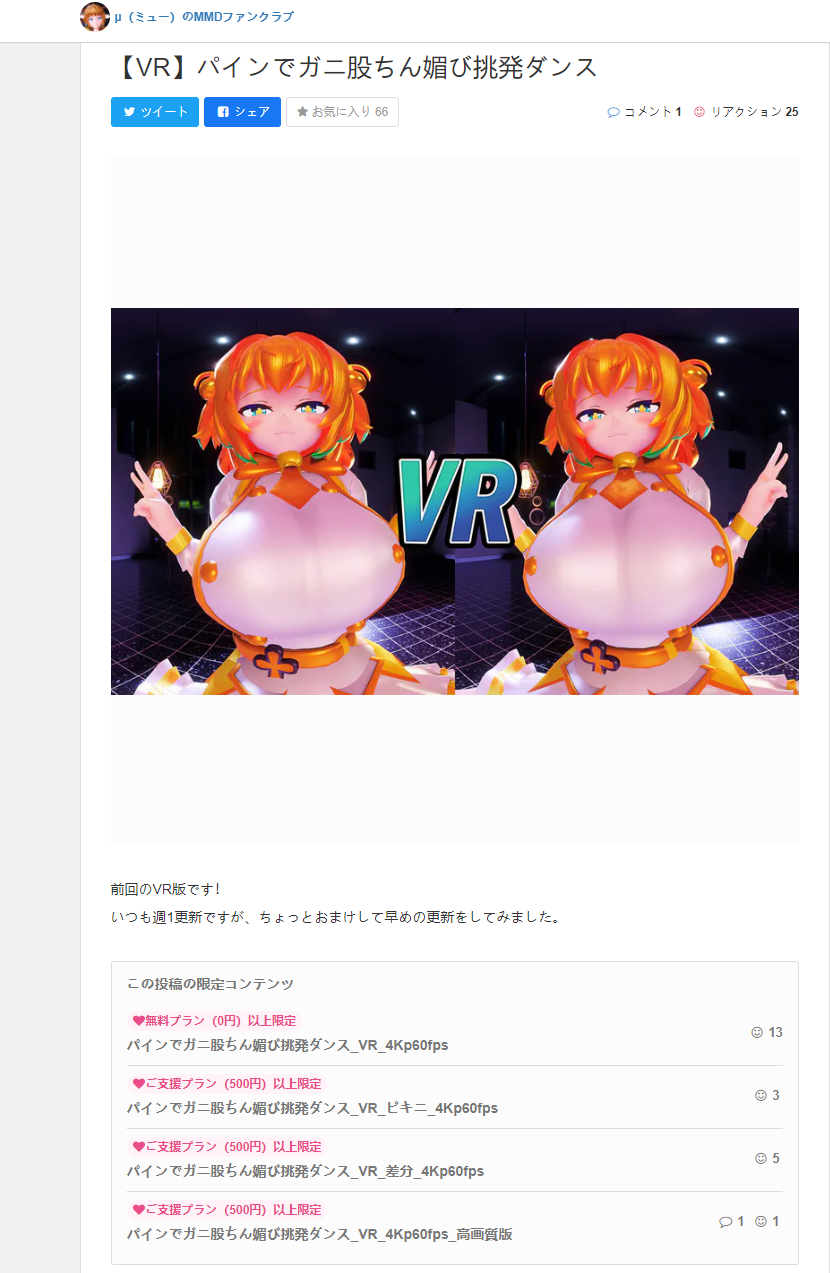 μ（ミュー）のMMDファンクラブ
【VR】パインでガニ股ちん媚び挑発ダンス
ツイート シェア お気に入り 66 コメント 1 リアクション 25
VR
前回のVR版です！
いつも週1更新ですが、ちょっとおまけして早めの更新をしてみました。
この投稿の限定コンテンツ
無料プラン（0円）以上限定
パインでガニ股ちん媚び挑発ダンス_VR_4Kp60fps
13
ご支援プラン（500円）以上限定
パインでガニ股ちん媚び挑発ダンス_VR_ビキニ_4Kp60fps
3
ご支援プラン（500円）以上限定
パインでガニ股ちん媚び挑発ダンス_VR_差分_4Kp60fps
5
ご支援プラン（500円）以上限定
パインでガニ股ちん媚び挑発ダンス_VR_4Kp60fps_高画質版
1 1